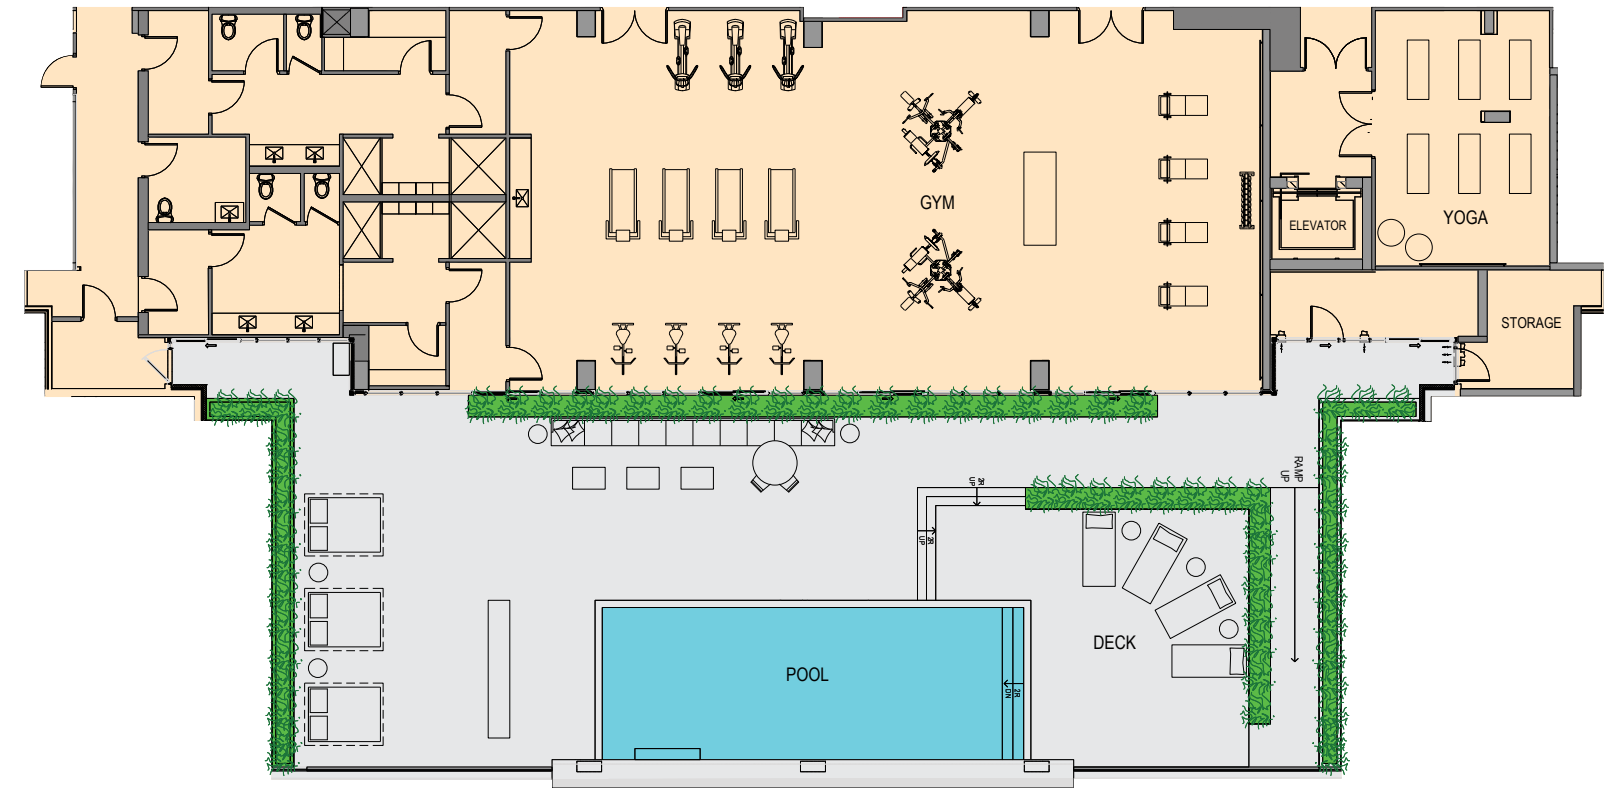 GYM
ELEVATOR
YOGA
STORAGE
RAMP
UP
2R
UP
2R
UP
DECK
POOL
2R
DN